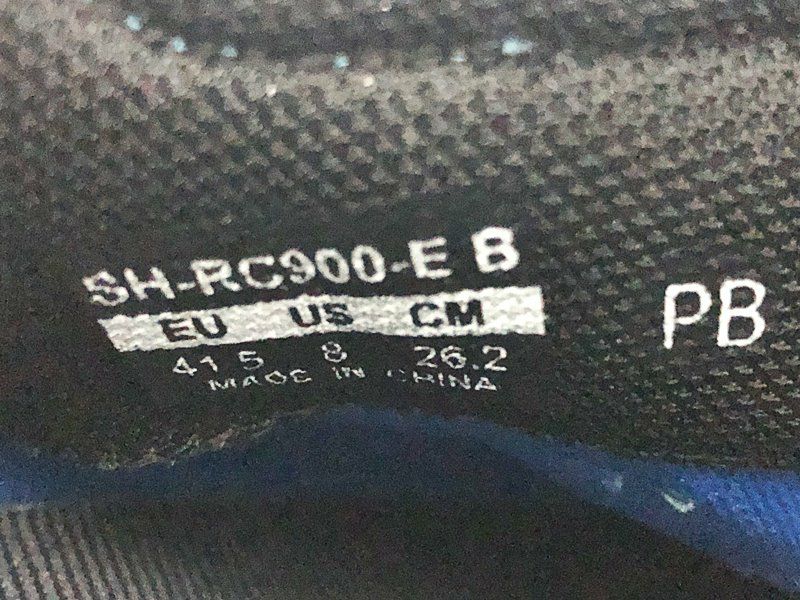 SH-RC900-E B
EU US CM
41.5 8 26.2
MADE IN CHINA
PB